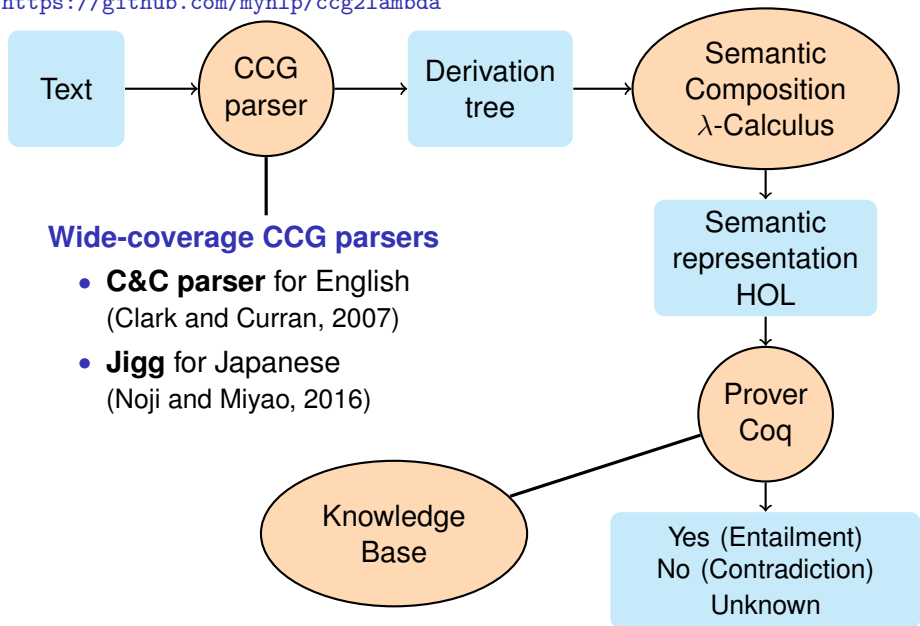 https://github.com/mynlp/ccg2lambda
Text
CCG
parser
Derivation
tree
Semantic
Composition
λ-Calculus
Wide-coverage CCG parsers
• C&C parser for English
(Clark and Curran, 2007)
• Jigg for Japanese
(Noji and Miyao, 2016)
Semantic
representation
HOL
Prover
Coq
Knowledge
Base
Yes (Entailment)
No (Contradiction)
Unknown